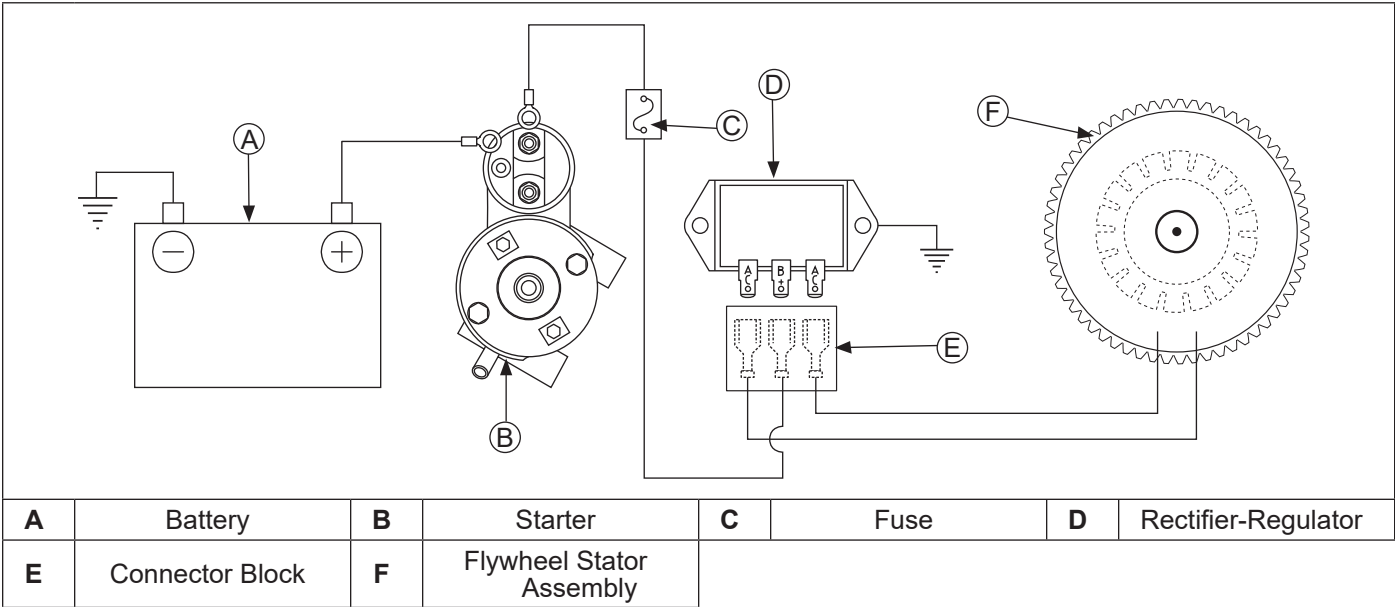 A
B
C
D
E
F
−
+
AC
B+
AC
A Battery B Starter C Fuse D Rectifier-Regulator
E Connector Block F Flywheel Stator
Assembly